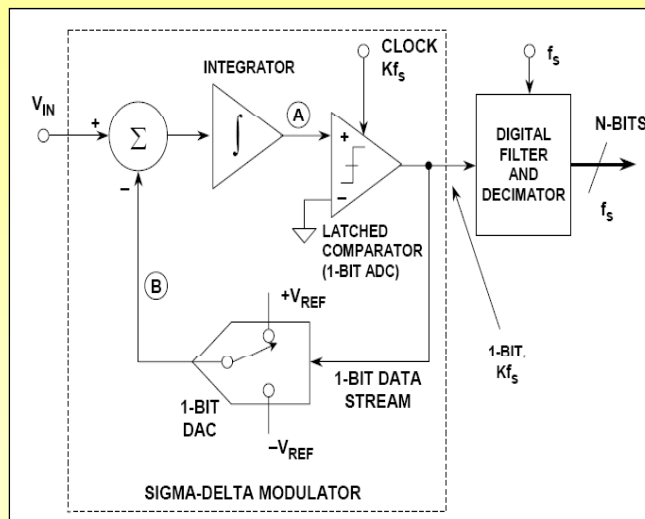 CLOCK
Kfs
fs
INTEGRATOR
VIN
+
Σ
−
∫
A
+
−
N-BITS
DIGITAL
FILTER
AND
DECIMATOR
fs
LATCHED
COMPARATOR
(1-BIT ADC)
B
+VREF
1-BIT,
Kfs
1-BIT DATA
STREAM
1-BIT
DAC
−VREF
SIGMA-DELTA MODULATOR